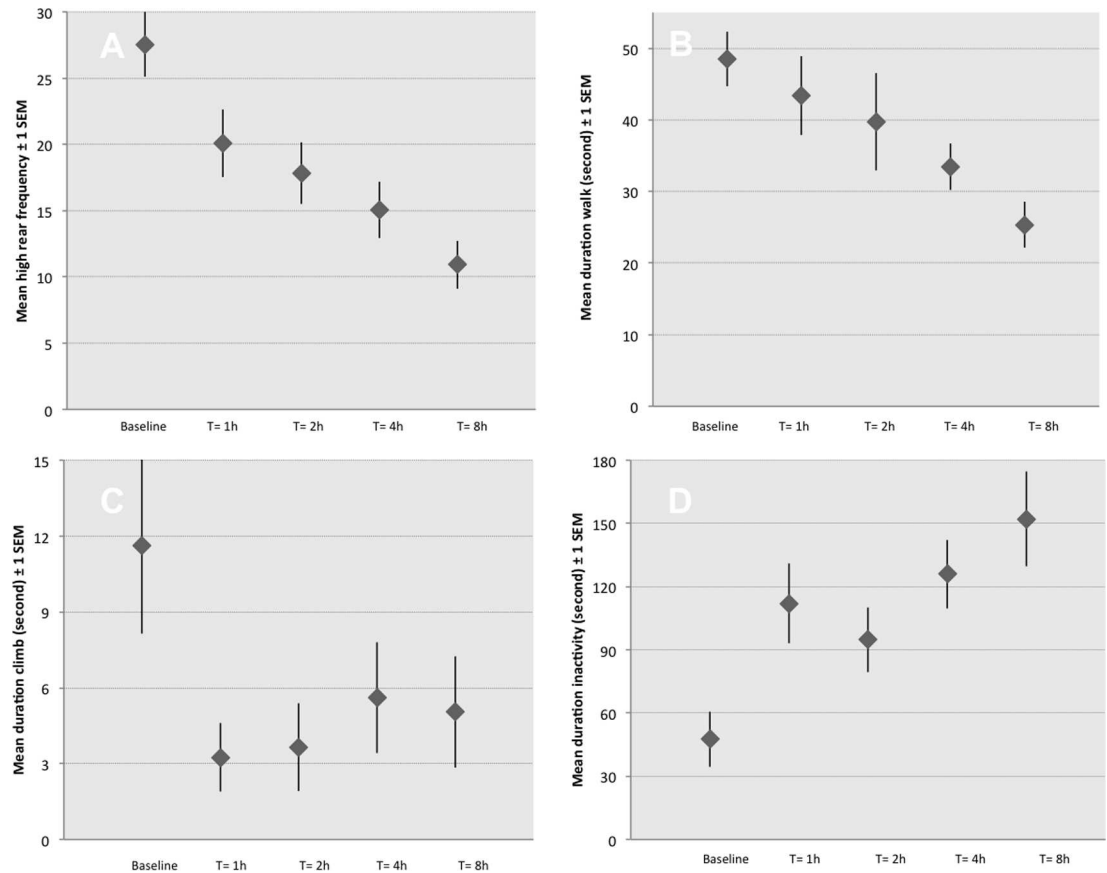 A
Mean high rear frequency ± 1 SEM
30
25
20
15
10
5
0
Baseline T= 1h T= 2h T= 4h T= 8h
B
Mean duration walk (second) ± 1 SEM
50
40
30
20
10
0
Baseline T= 1h T= 2h T= 4h T= 8h
C
Mean duration climb (second) ± 1 SEM
15
12
9
6
3
0
Baseline T= 1h T= 2h T= 4h T= 8h
D
Mean duration inactivity (second) ± 1 SEM
180
150
120
90
60
30
0
Baseline T= 1h T= 2h T= 4h T= 8h